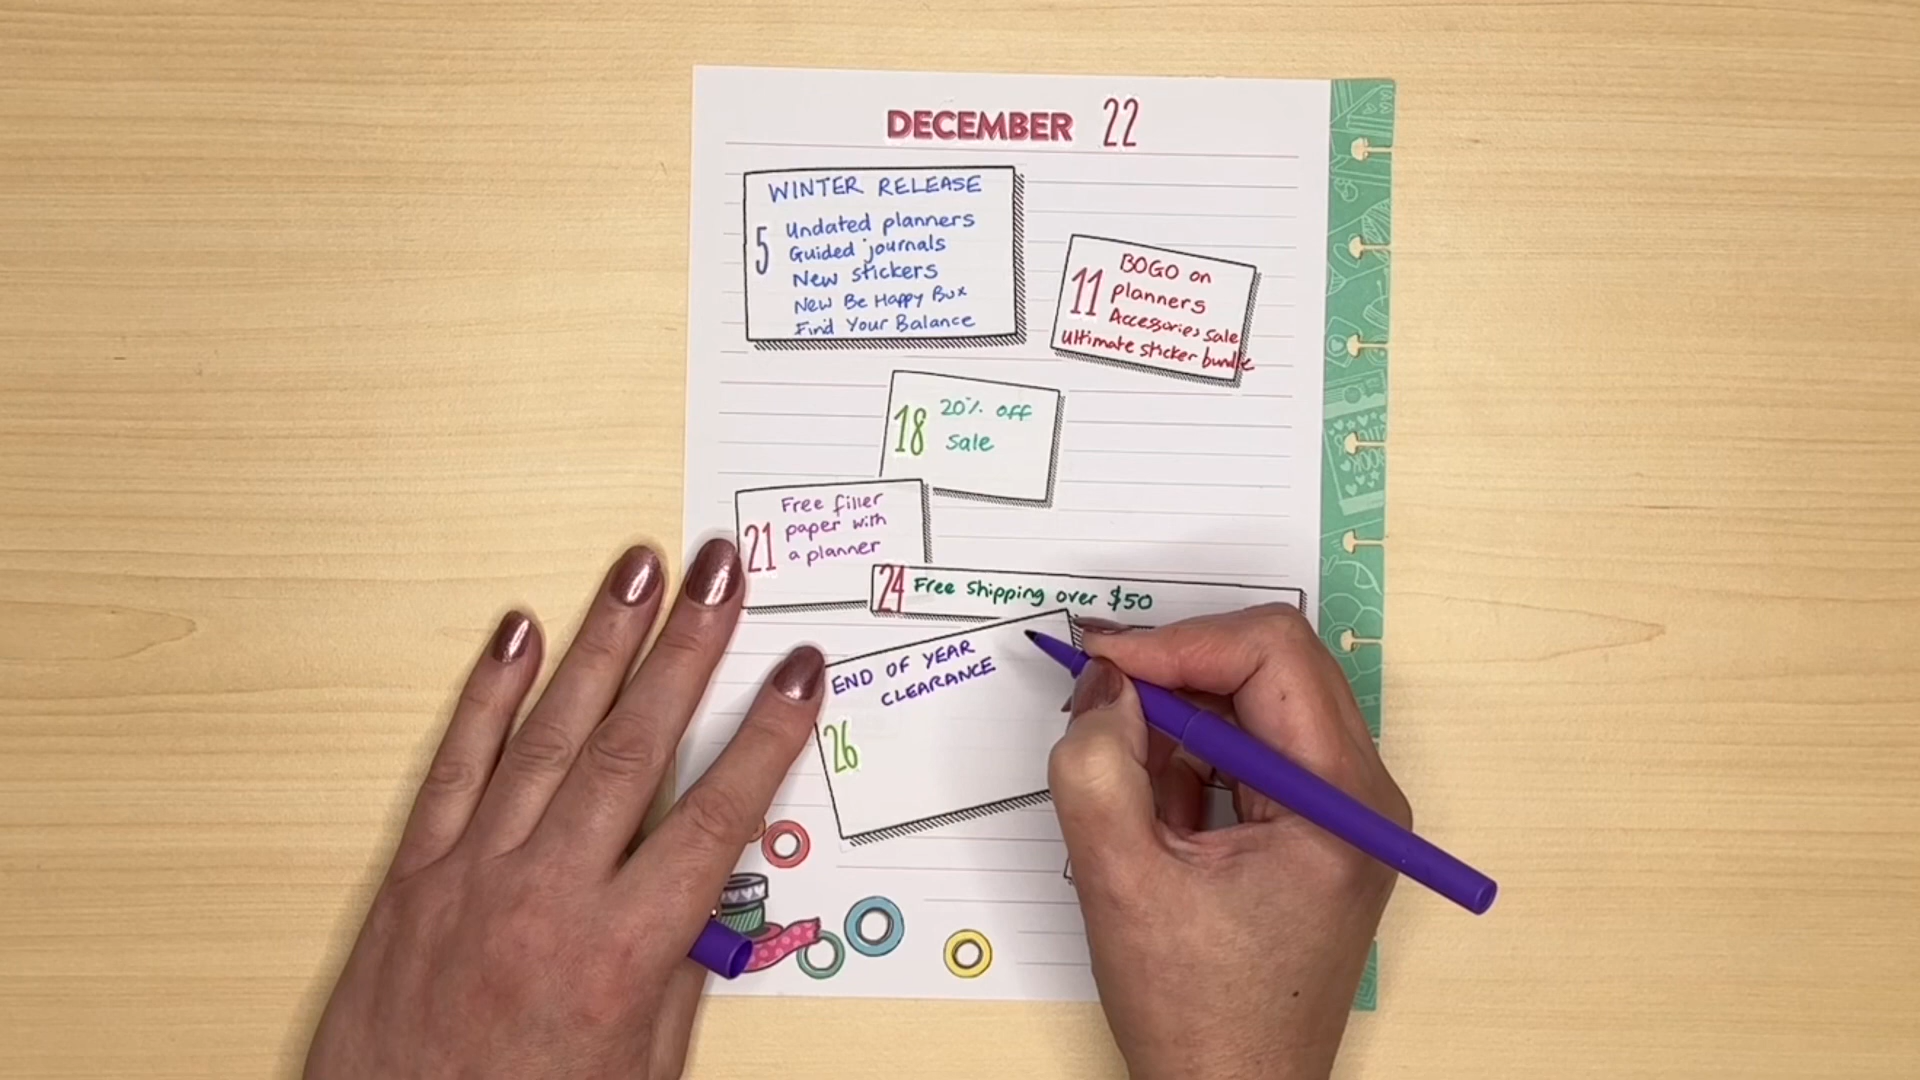 DECEMBER 22
WINTER RELEASE
5
Undated planners
Guided journals
New stickers
New Be Happy Box
Find Your Balance
11
BOGO on
planners
Accessories sale
Ultimate sticker bundle
18
20% off
Sale
21
Free filler
paper with
a planner
24 Free Shipping over $50
END OF YEAR
CLEARANCE
26